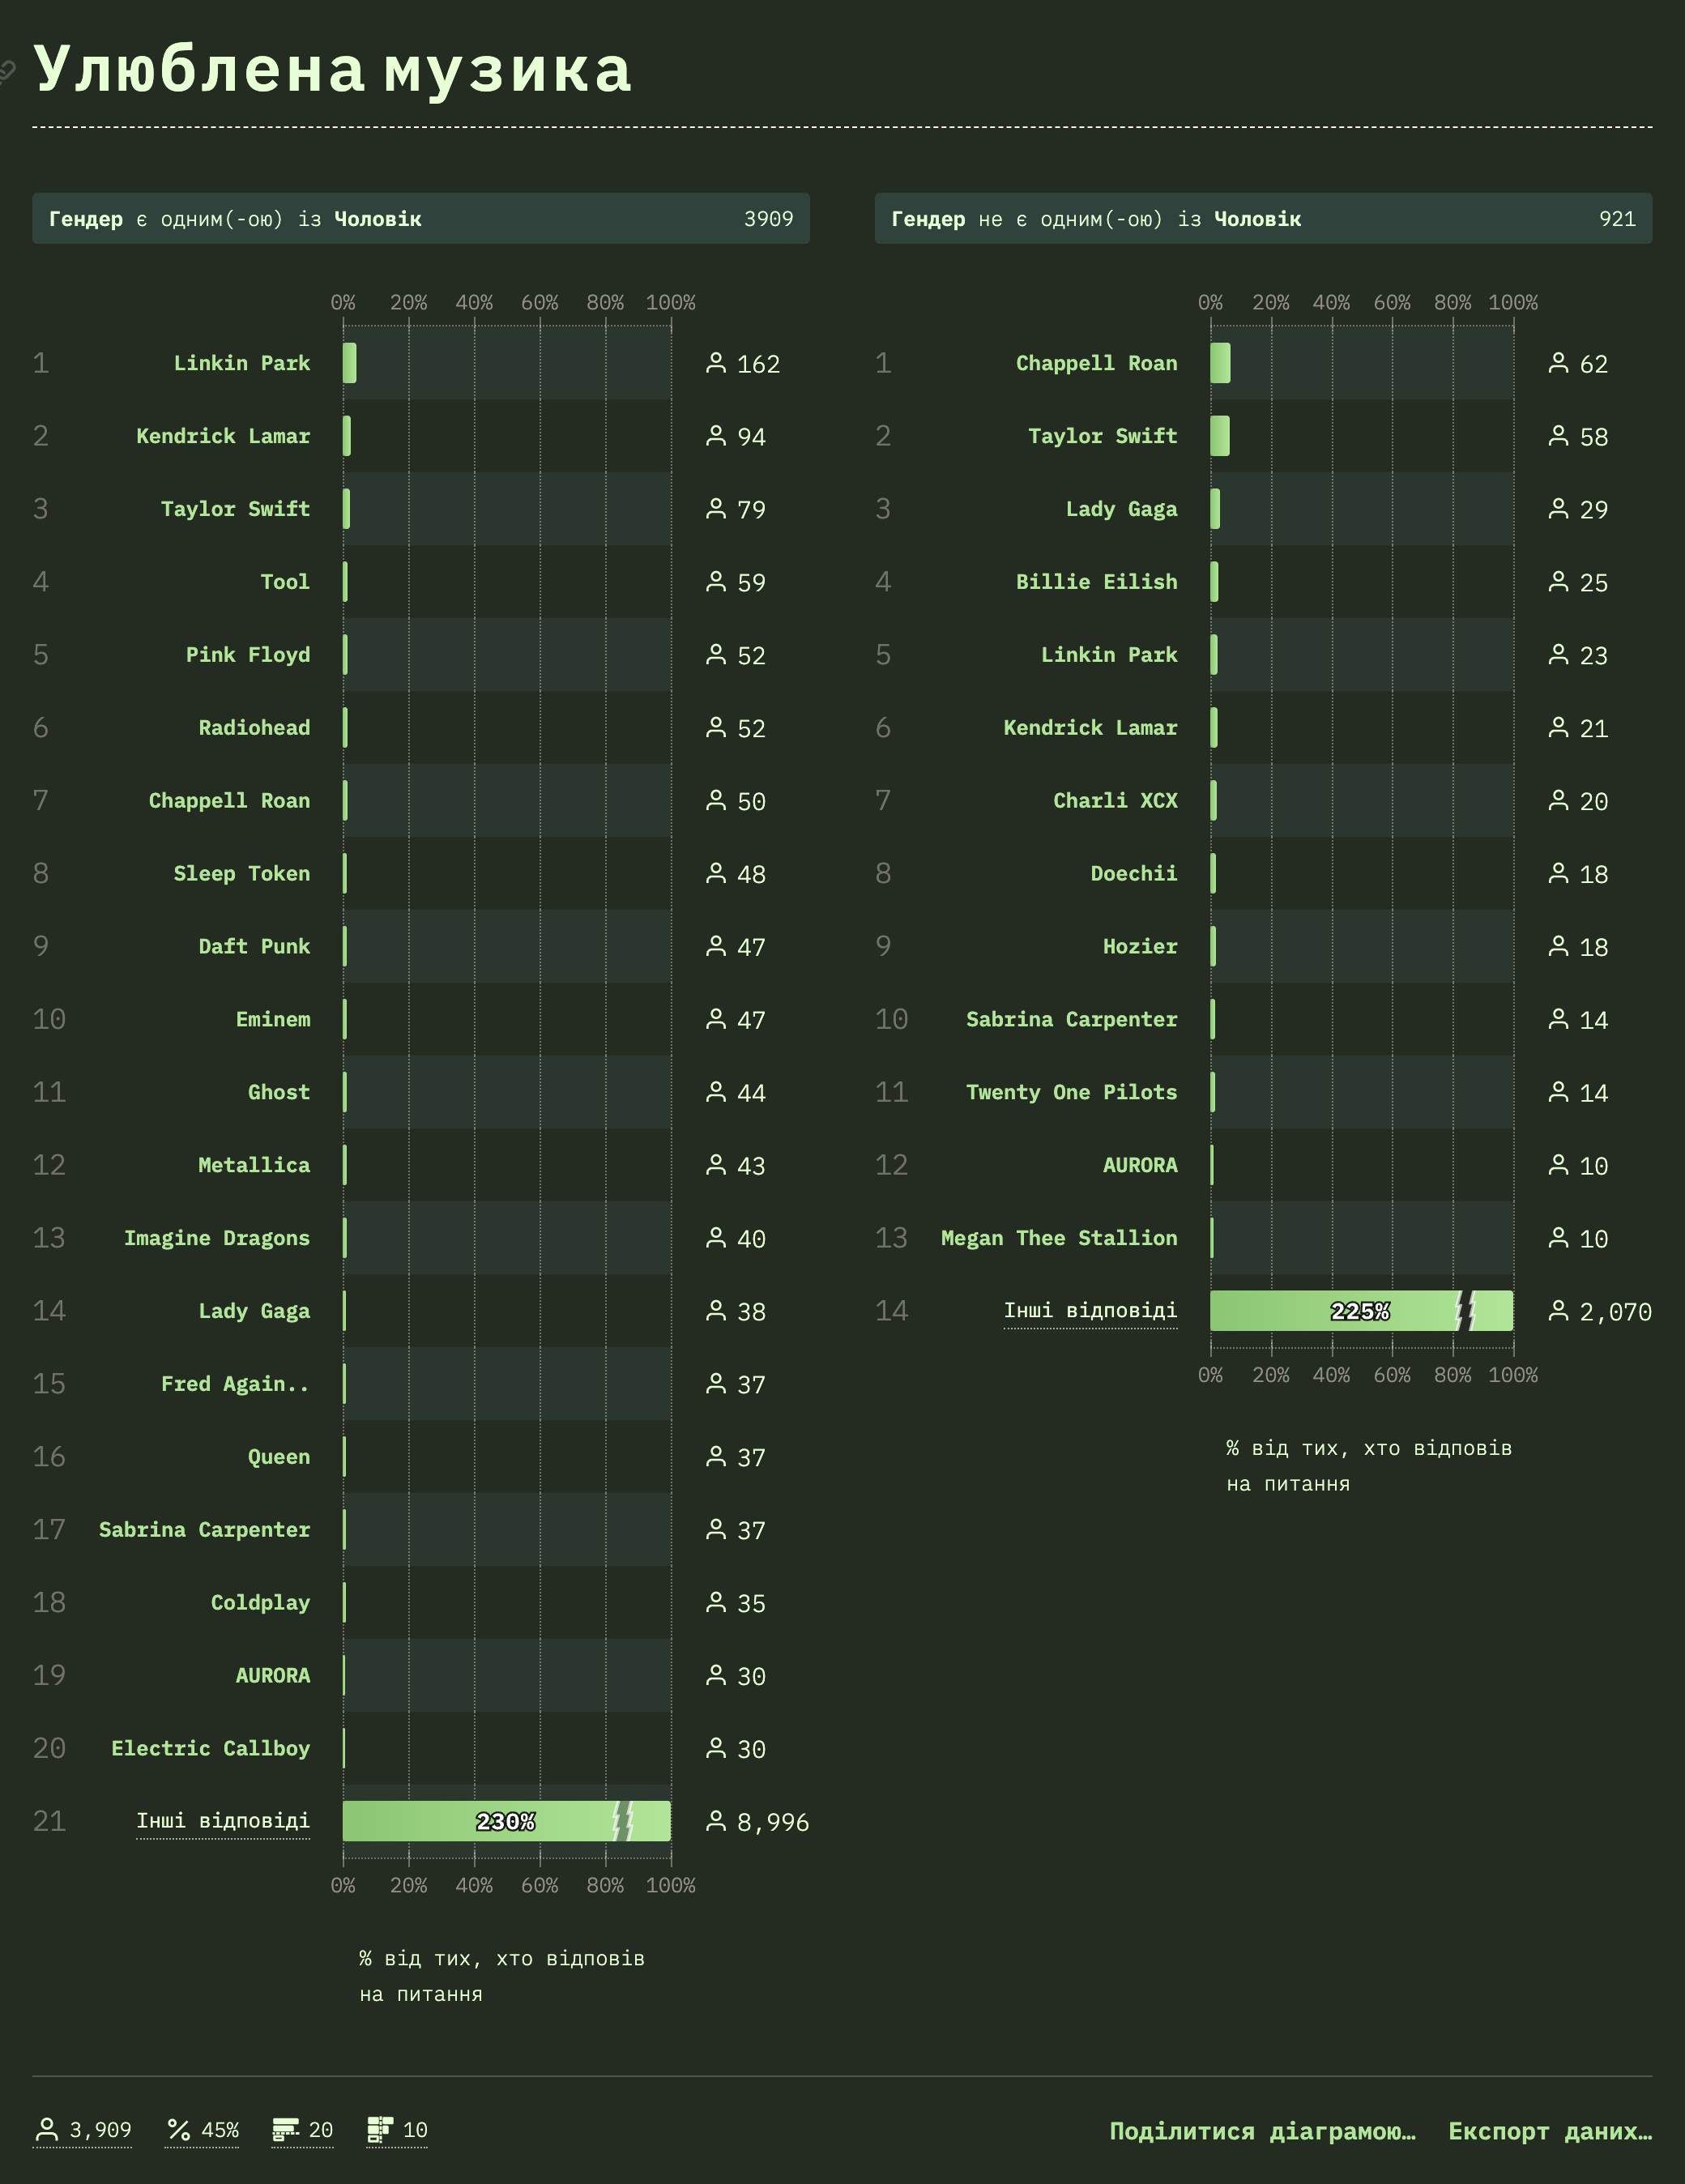 Улюблена музика
Гендер є одним(-ою) із Чоловік 3909
0% 20% 40% 60% 80% 100%
1 Linkin Park 162
2 Kendrick Lamar 94
3 Taylor Swift 79
4 Tool 59
5 Pink Floyd 52
6 Radiohead 52
7 Chappell Roan 50
8 Sleep Token 48
9 Daft Punk 47
10 Eminem 47
11 Ghost 44
12 Metallica 43
13 Imagine Dragons 40
14 Lady Gaga 38
15 Fred Again.. 37
16 Queen 37
17 Sabrina Carpenter 37
18 Coldplay 35
19 AURORA 30
20 Electric Callboy 30
21 Інші відповіді 230% 8,996
0% 20% 40% 60% 80% 100%
% від тих, хто відповів
на питання
Гендер не є одним(-ою) із Чоловік 921
0% 20% 40% 60% 80% 100%
1 Chappell Roan 62
2 Taylor Swift 58
3 Lady Gaga 29
4 Billie Eilish 25
5 Linkin Park 23
6 Kendrick Lamar 21
7 Charli XCX 20
8 Doechii 18
9 Hozier 18
10 Sabrina Carpenter 14
11 Twenty One Pilots 14
12 AURORA 10
13 Megan Thee Stallion 10
14 Інші відповіді 225% 2,070
0% 20% 40% 60% 80% 100%
% від тих, хто відповів
на питання
3,909 45% 20 10 Поділитися діаграмою… Експорт даних…